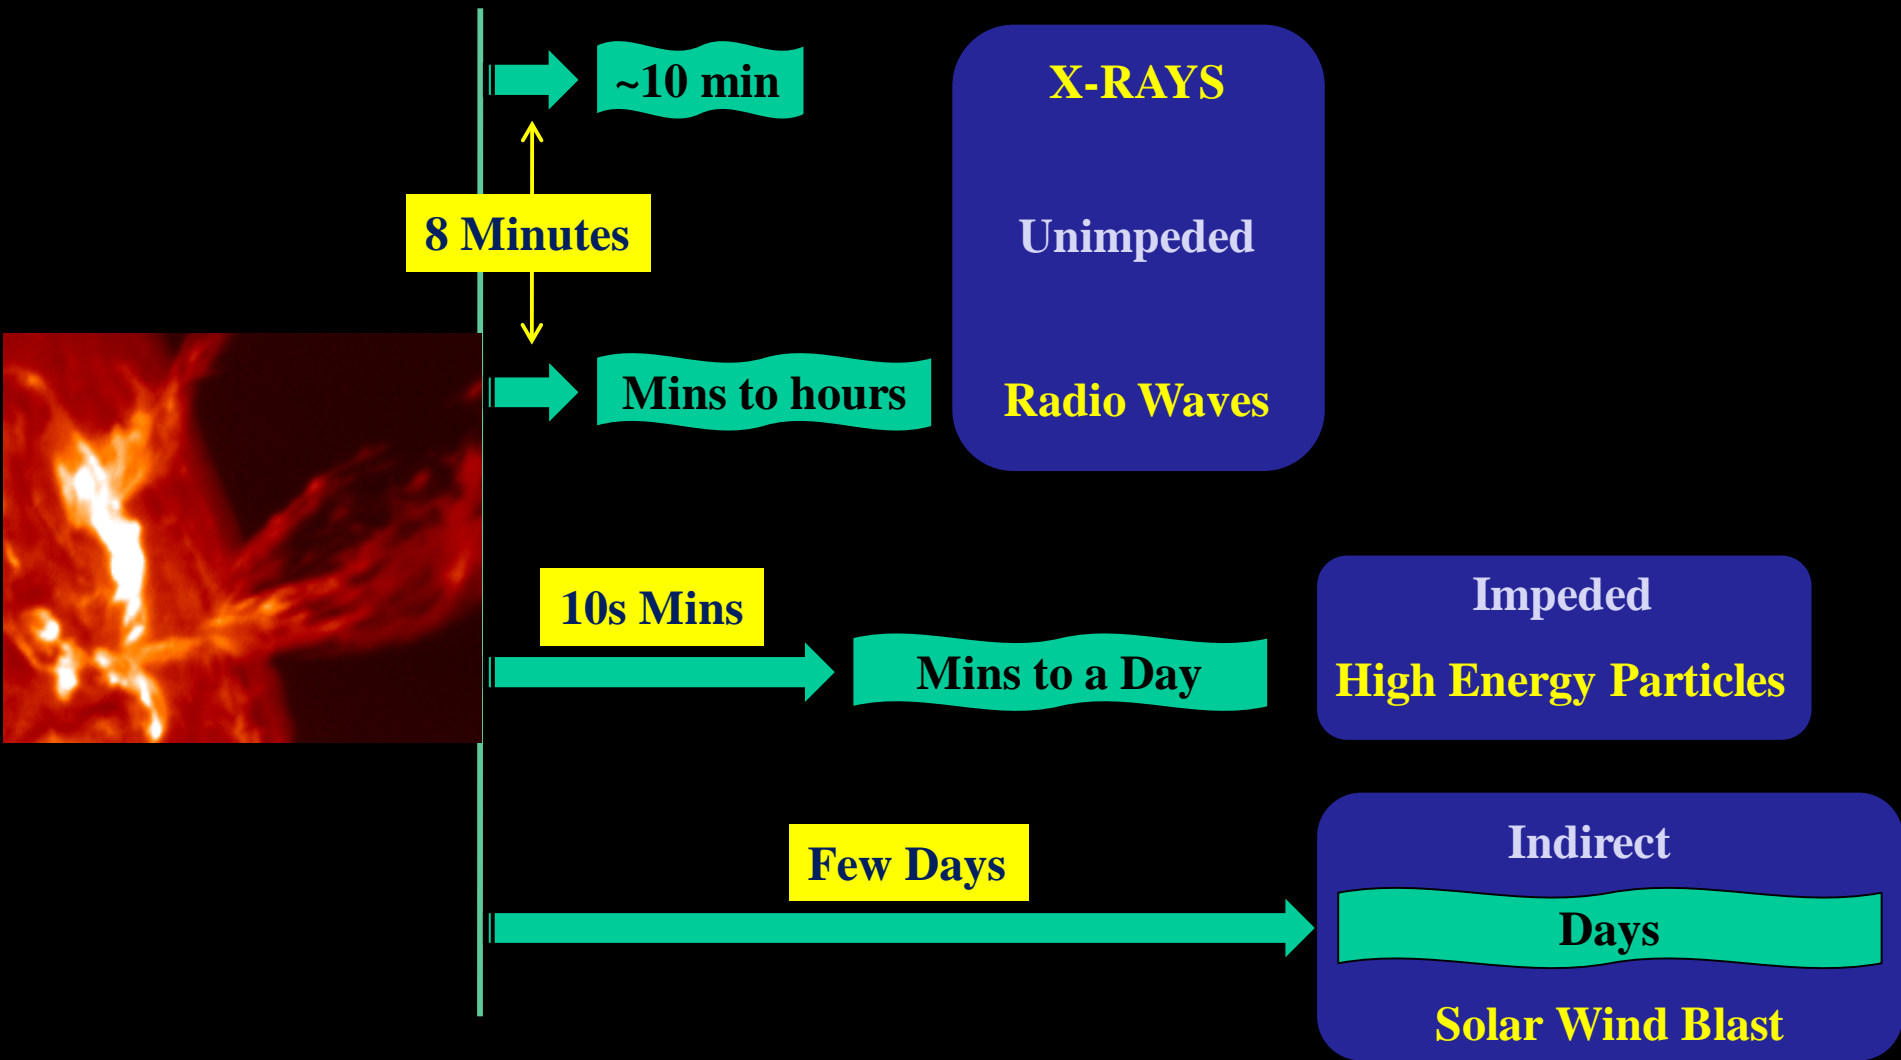 ~10 min
X-RAYS
8 Minutes
Unimpeded
Mins to hours
Radio Waves
10s Mins
Impeded
Mins to a Day
High Energy Particles
Few Days
Indirect
Days
Solar Wind Blast